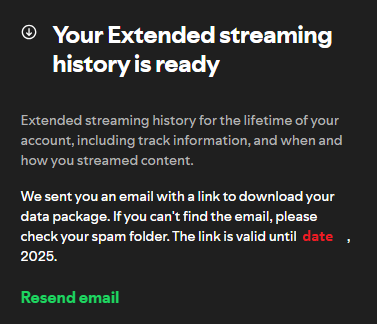 Your Extended streaming
history is ready
Extended streaming history for the lifetime of your
account, including track information, and when and
how you streamed content.
We sent you an email with a link to download your
data package. If you can't find the email, please
check your spam folder. The link is valid until date ,
2025.
Resend email